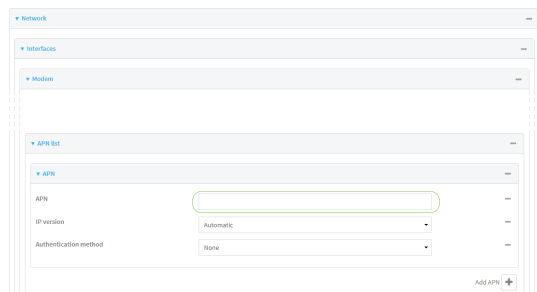 Network
Interfaces
Modem
APN list
APN
APN
IP version Automatic
Authentication method None
Add APN